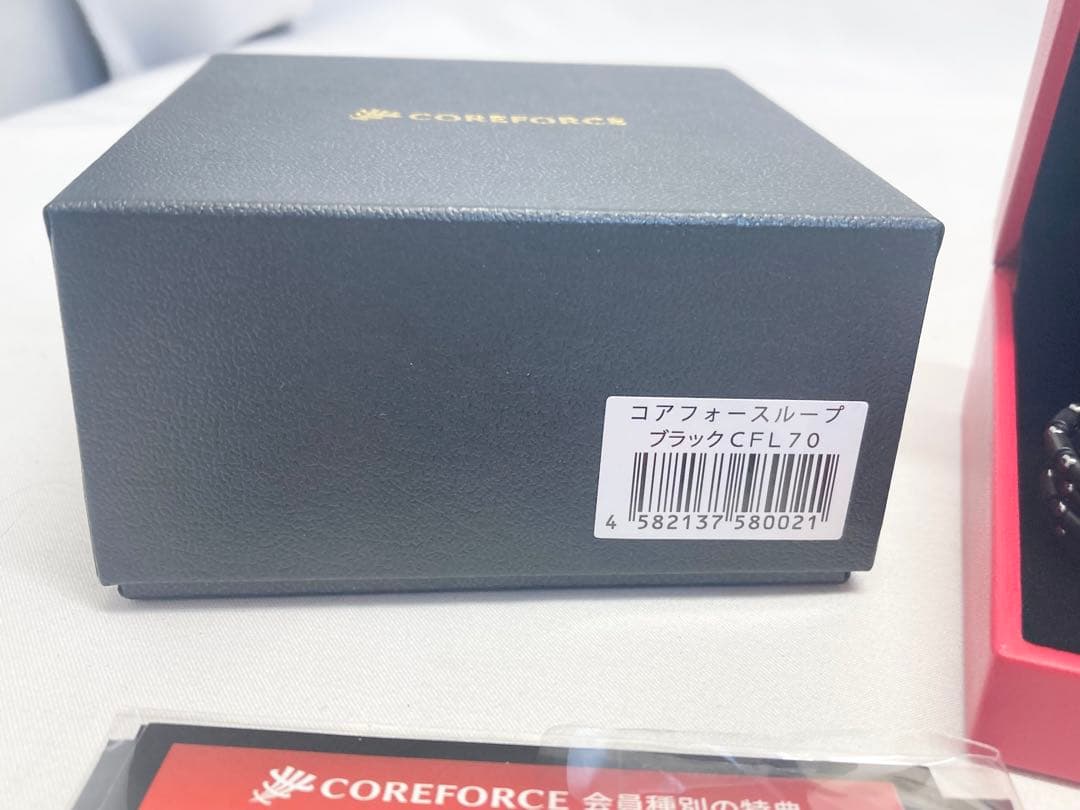 COREFORCE
コアフォースループ
ブラックCFL70
4 582137 580021
COREFORCE 会員種別の特典